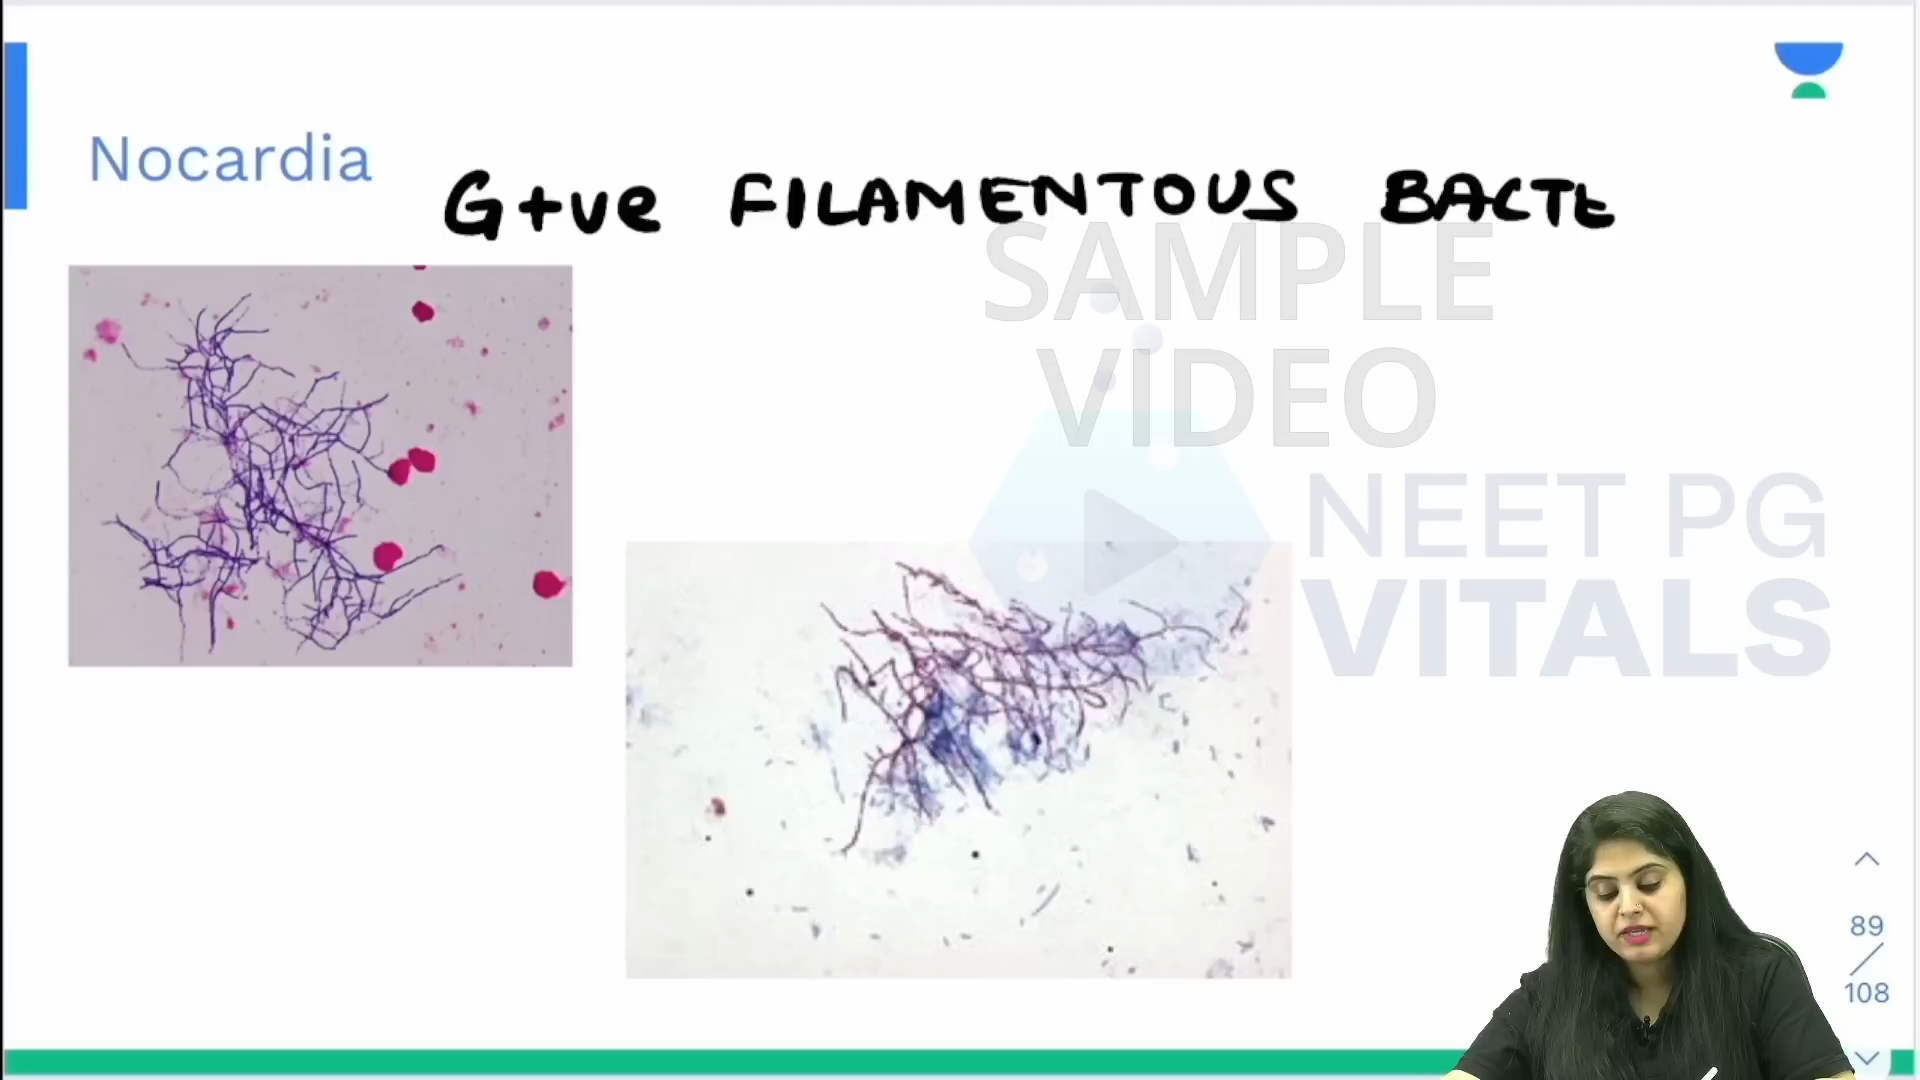 Nocardia
G+ve FILAMENTOUS BACTE
SAMPLE
VIDEO
NEET PG
VITALS
89
108